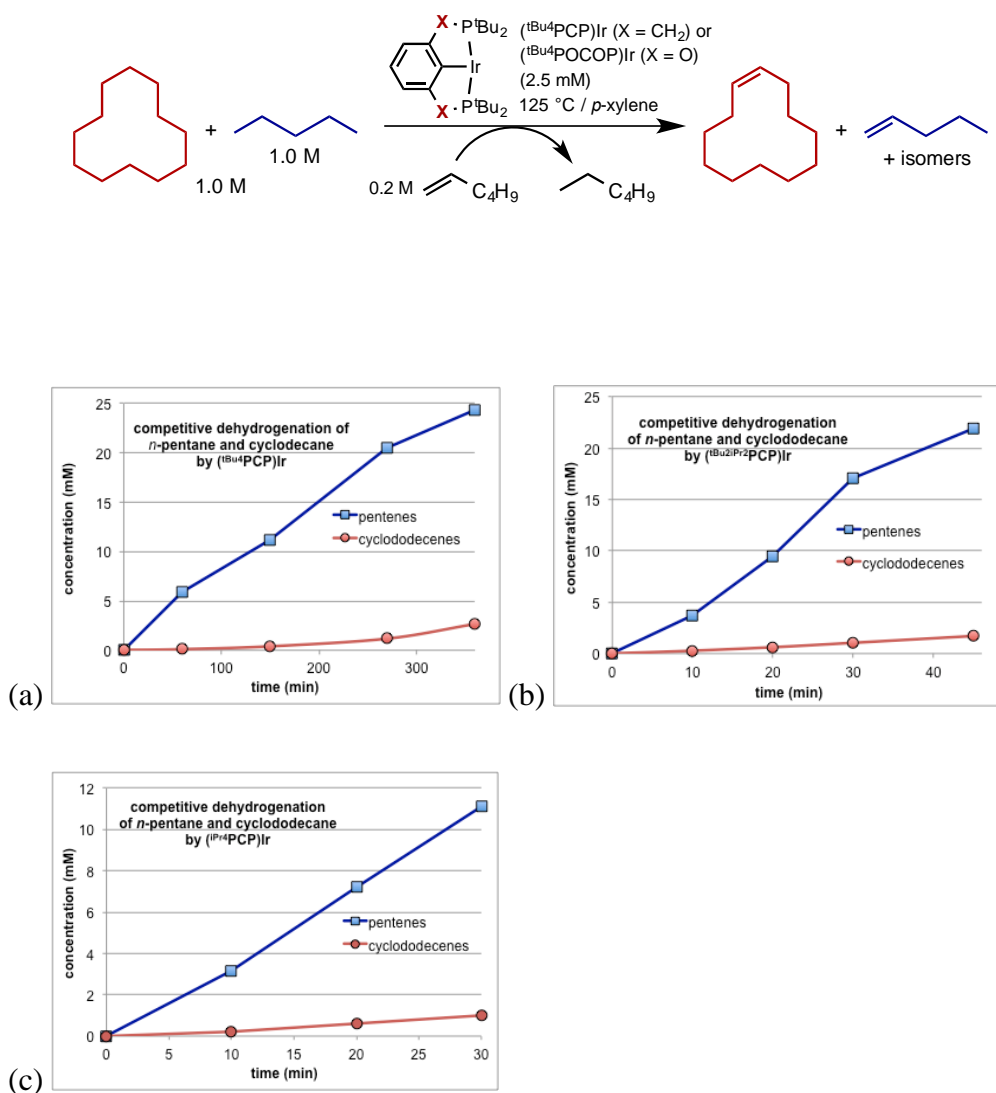 X
PᵗBu₂
(ᵗᴮᵘ⁴PCP)Ir (X = CH₂) or
(ᵗᴮᵘ⁴POCOP)Ir (X = O)
Ir
(2.5 mM)
X
PᵗBu₂
125 °C / p-xylene
+
1.0 M
1.0 M
0.2 M
C₄H₉
C₄H₉
+
+ isomers
25
20
15
10
5
0
concentration (mM)
competitive dehydrogenation of
n-pentane and cyclodecane
by (ᵗᴮᵘ⁴PCP)Ir
pentenes
cyclododecenes
0
100
200
300
time (min)
(a)
25
20
15
10
5
0
concentration (mM)
competitive dehydrogenation
of n-pentane and cyclododecane
by (ᵗᴮᵘ²ⁱᴾʳ²PCP)Ir
pentenes
cyclododecenes
0
10
20
30
40
time (min)
(b)
12
10
8
6
4
2
0
concentration (mM)
competitive dehydrogenation
of n-pentane and cyclododecane
by (ⁱᴾʳ⁴PCP)Ir
pentenes
cyclododecenes
0
5
10
15
20
25
30
time (min)
(c)